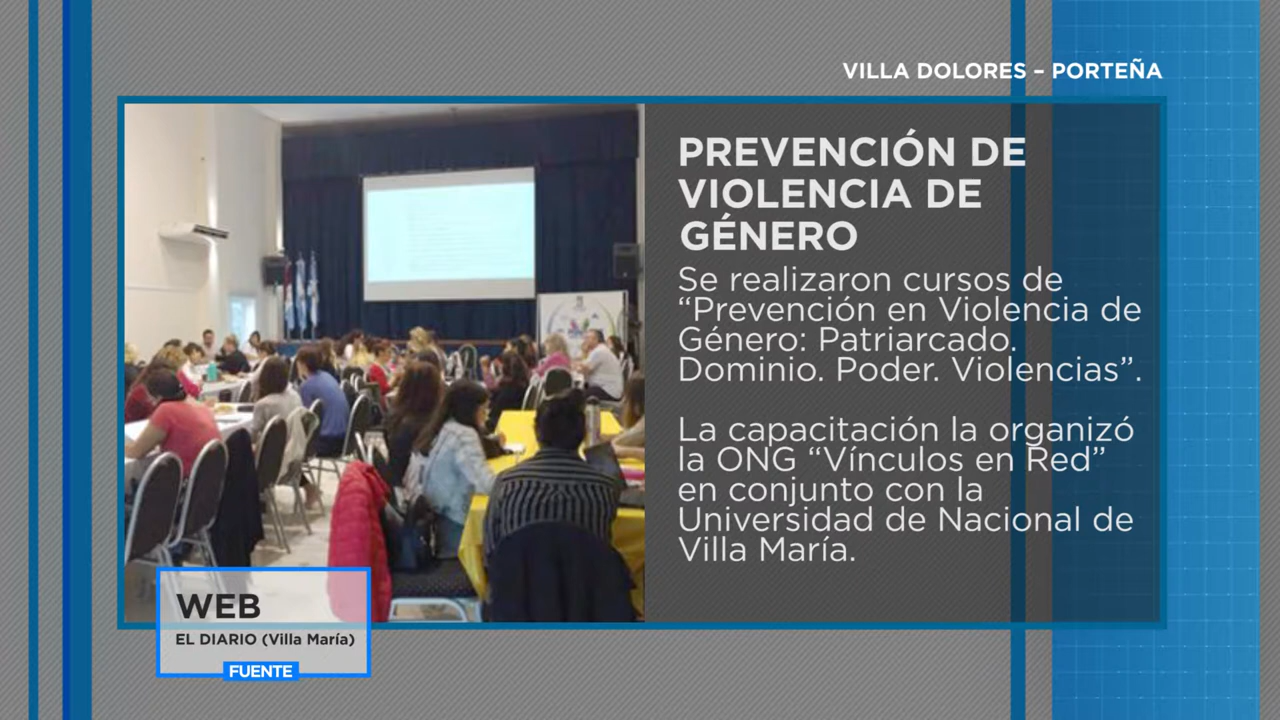 VILLA DOLORES – PORTEÑA
PREVENCIÓN DE
VIOLENCIA DE
GÉNERO
Se realizaron cursos de
“Prevención en Violencia de
Género: Patriarcado.
Dominio. Poder. Violencias”.
La capacitación la organizó
la ONG “Vínculos en Red”
en conjunto con la
Universidad de Nacional de
Villa María.
WEB
EL DIARIO (Villa María)
FUENTE